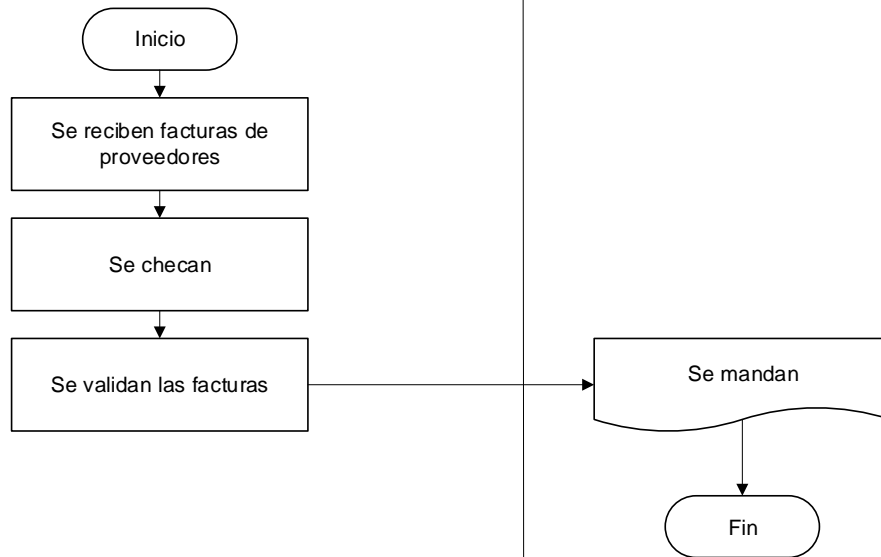 Inicio
Se reciben facturas de
proveedores
Se checan
Se validan las facturas
Se mandan
Fin